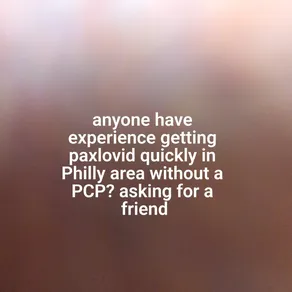 anyone have
experience getting
paxlovid quickly in
Philly area without a
PCP? asking for a
friend